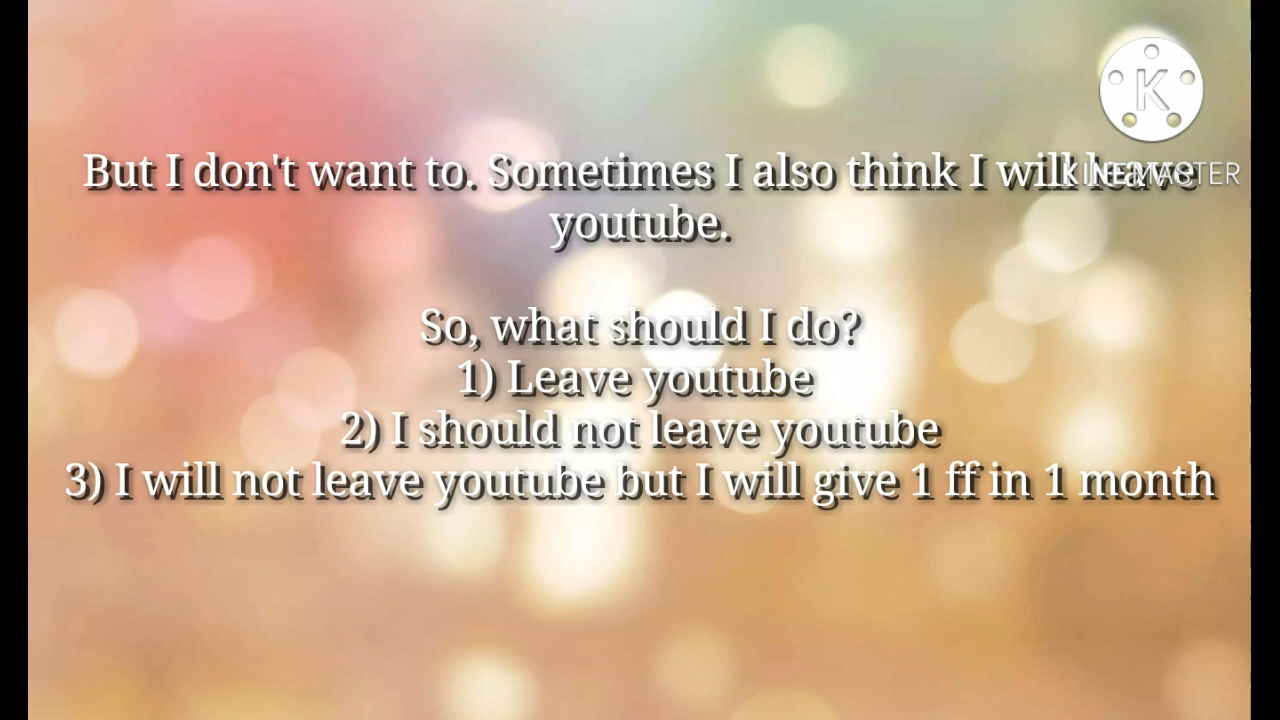 But I don't want to. Sometimes I also think I will leave
youtube.
So, what should I do?
1) Leave youtube
2) I should not leave youtube
3) I will not leave youtube but I will give 1 ff in 1 month
K
KINEMASTER